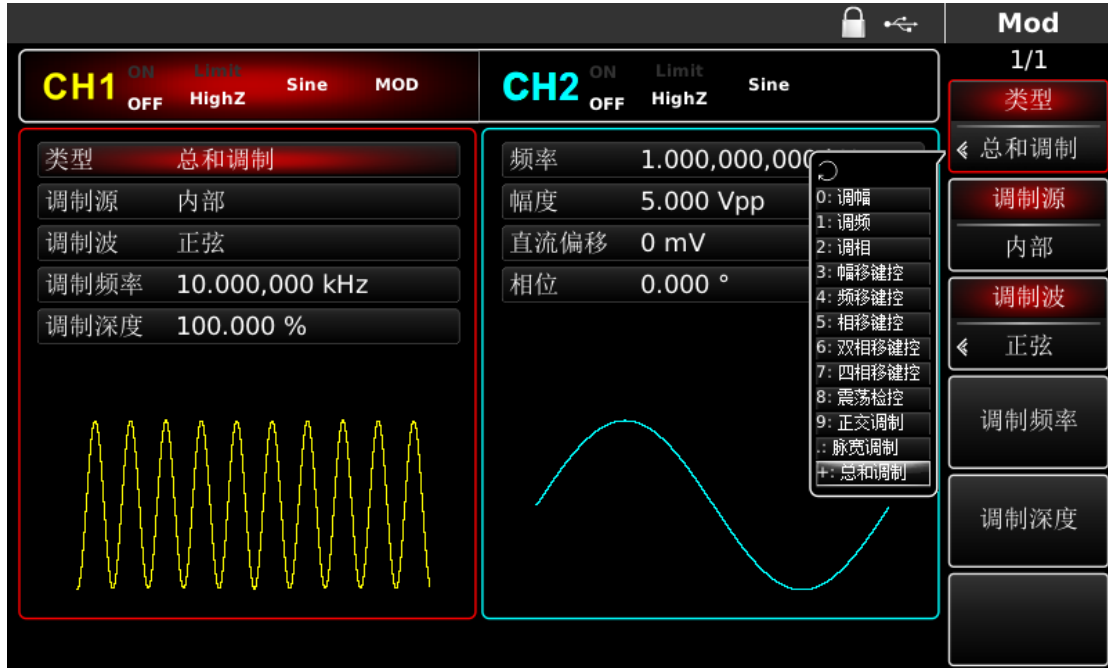 Mod
1/1
CH1 ON OFF Limit HighZ Sine MOD
CH2 ON OFF Limit HighZ Sine
类型 总和调制
调制源 内部
调制波 正弦
调制频率 10.000,000 kHz
调制深度 100.000 %
频率 1.000,000,000
幅度 5.000 Vpp
直流偏移 0 mV
相位 0.000 °
0: 调幅
1: 调频
2: 调相
3: 幅移键控
4: 频移键控
5: 相移键控
6: 双相移键控
7: 四相移键控
8: 震荡检控
9: 正交调制
.: 脉宽调制
+: 总和调制
类型
总和调制
调制源
内部
调制波
正弦
调制频率
调制深度